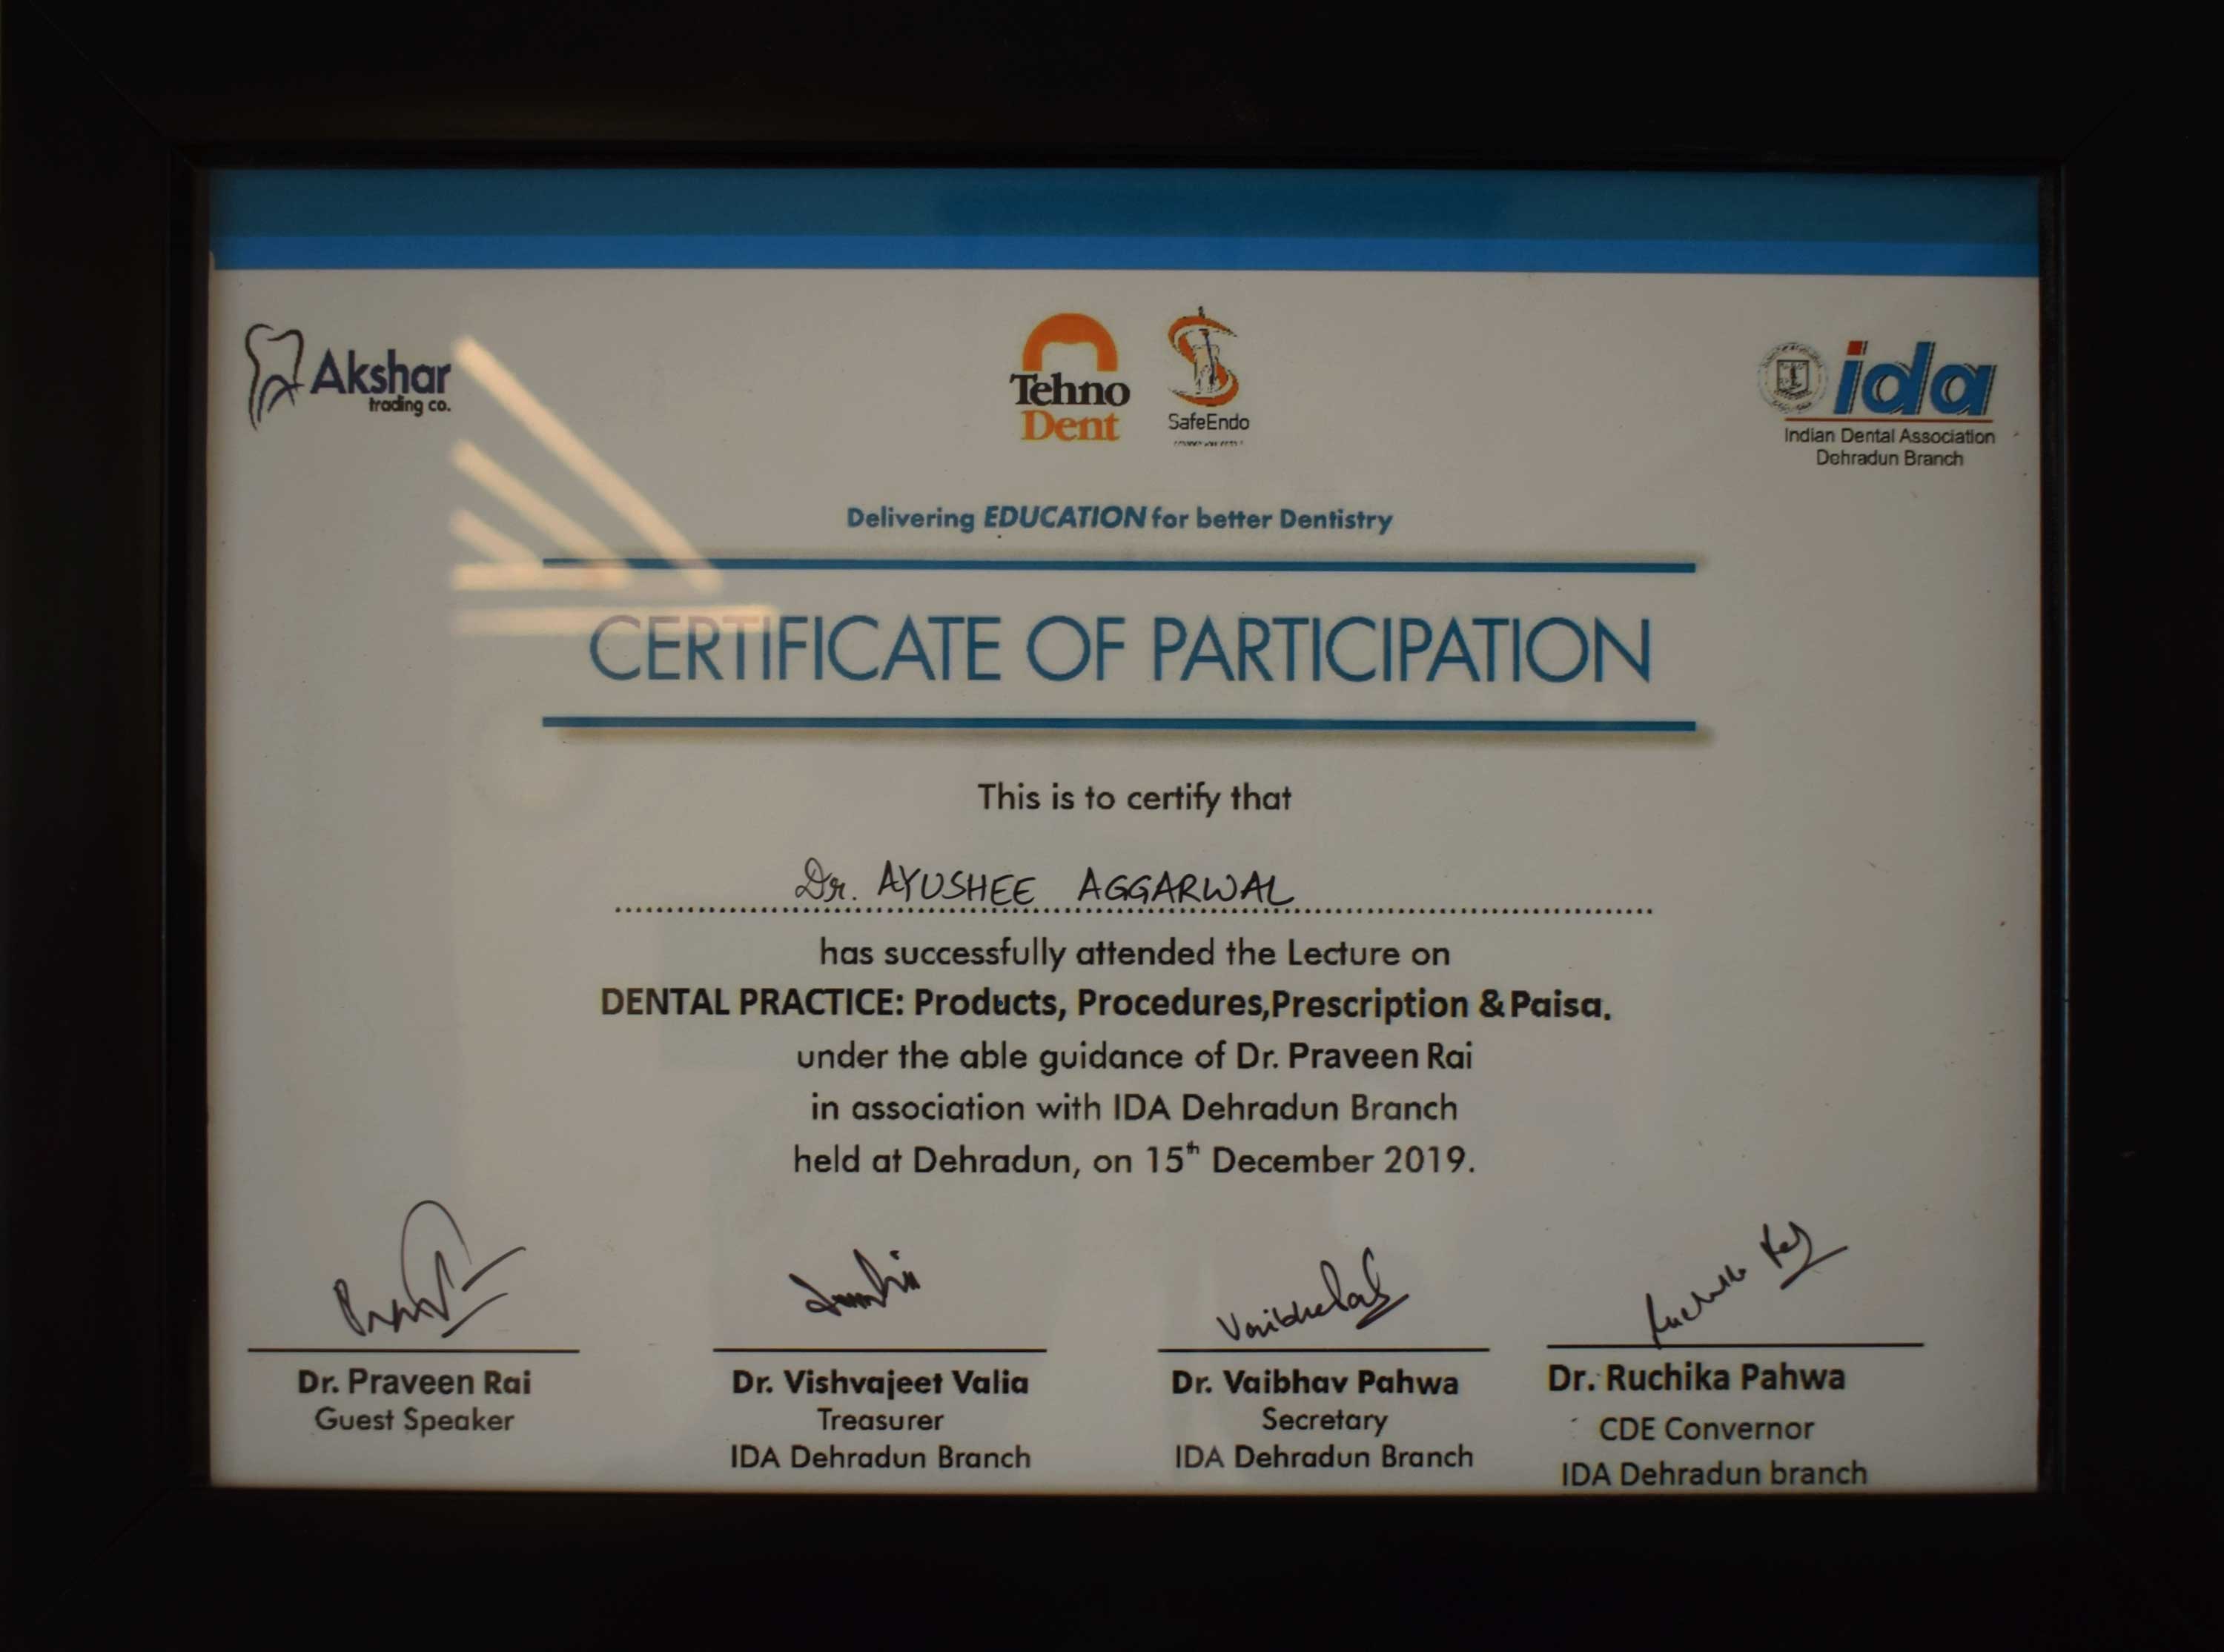 Akshar
trading co.
Tehno
Dent
SafeEndo
ida
Indian Dental Association
Dehradun Branch
Delivering EDUCATION for better Dentistry
CERTIFICATE OF PARTICIPATION
This is to certify that
Dr. AYUSHEE AGGARWAL
has successfully attended the Lecture on
DENTAL PRACTICE: Products, Procedures,Prescription & Paisa.
under the able guidance of Dr. Praveen Rai
in association with IDA Dehradun Branch
held at Dehradun, on 15th December 2019.
Dr. Praveen Rai
Guest Speaker
Dr. Vishvajeet Valia
Treasurer
IDA Dehradun Branch
Dr. Vaibhav Pahwa
Secretary
IDA Dehradun Branch
Dr. Ruchika Pahwa
CDE Convernor
IDA Dehradun branch